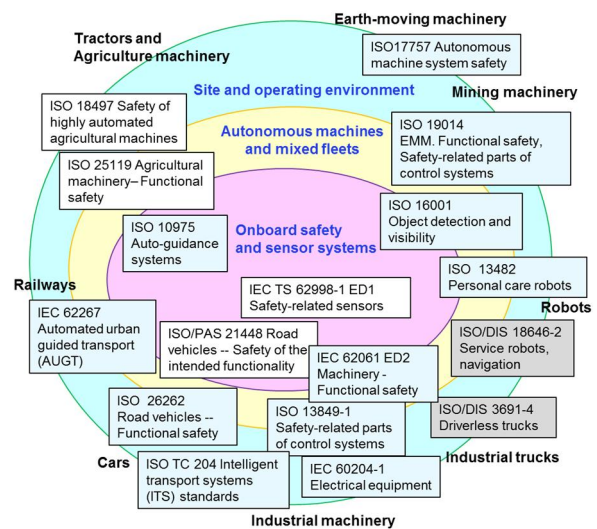 Earth-moving machinery
Tractors and
Agriculture machinery
ISO17757 Autonomous
machine system safety
Site and operating environment
Mining machinery
ISO 18497 Safety of
highly automated
agricultural machines
Autonomous machines
and mixed fleets
ISO 19014
EMM. Functional safety,
Safety-related parts of
control systems
ISO 25119 Agricultural
machinery– Functional
safety
ISO 16001
Object detection and
visibility
ISO 10975
Auto-guidance
systems
Onboard safety
and sensor systems
ISO 13482
Personal care robots
IEC TS 62998-1 ED1
Safety-related sensors
Railways
Robots
IEC 62267
Automated urban
guided transport
(AUGT)
ISO/PAS 21448 Road
vehicles -- Safety of the
intended functionality
ISO/DIS 18646-2
Service robots,
navigation
IEC 62061 ED2
Machinery -
Functional safety
ISO 26262
Road vehicles --
Functional safety
ISO 13849-1
Safety-related parts
of control systems
ISO/DIS 3691-4
Driverless trucks
Cars
ISO TC 204 Intelligent
transport systems
(ITS) standards
IEC 60204-1
Electrical equipment
Industrial trucks
Industrial machinery